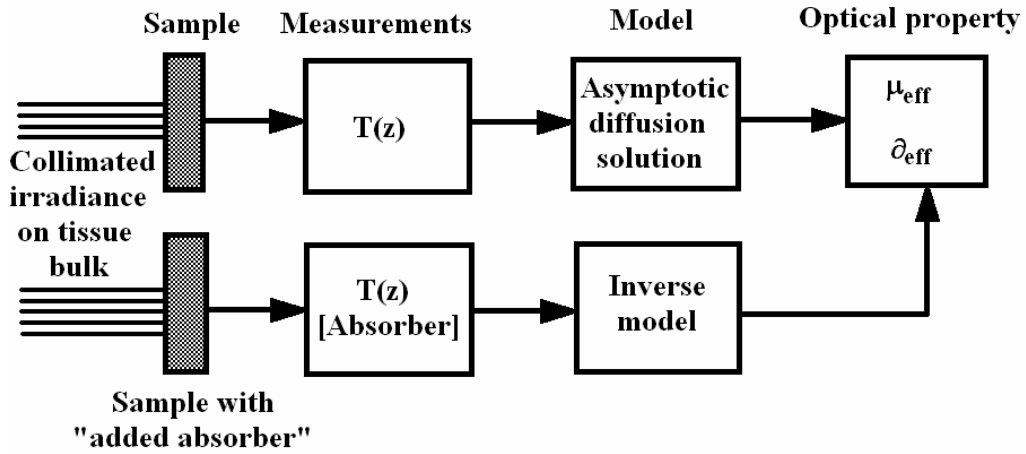 Sample
Measurements
Model
Optical property
Collimated
irradiance
on tissue
bulk
T(z)
Asymptotic
diffusion
solution
μeff
∂eff
T(z)
[Absorber]
Inverse
model
Sample with
"added absorber"